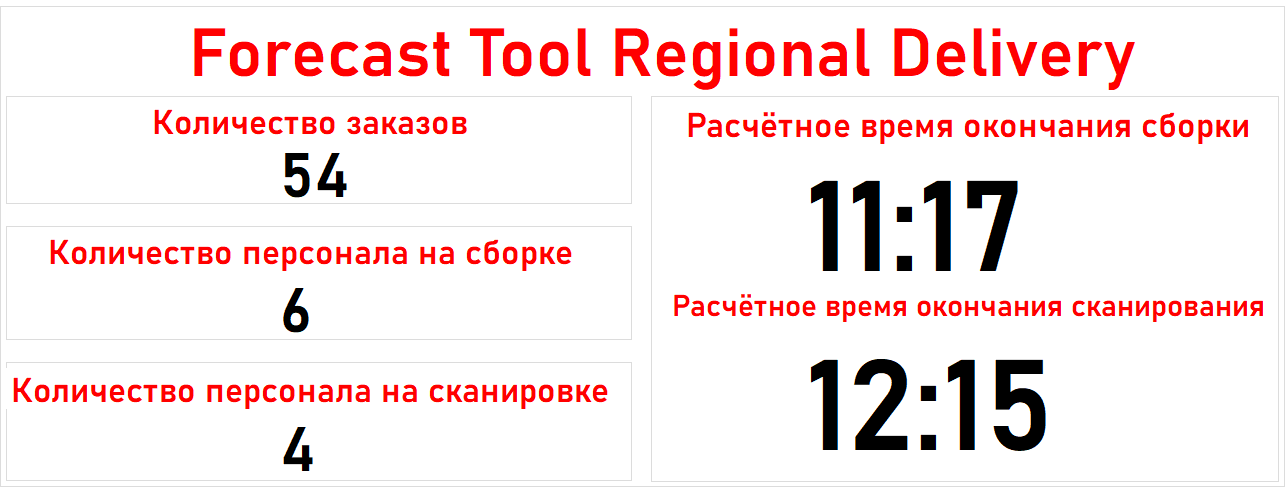 Forecast Tool Regional Delivery
Количество заказов
54
Количество персонала на сборке
6
Количество персонала на сканировке
4
Расчётное время окончания сборки
11:17
Расчётное время окончания сканирования
12:15